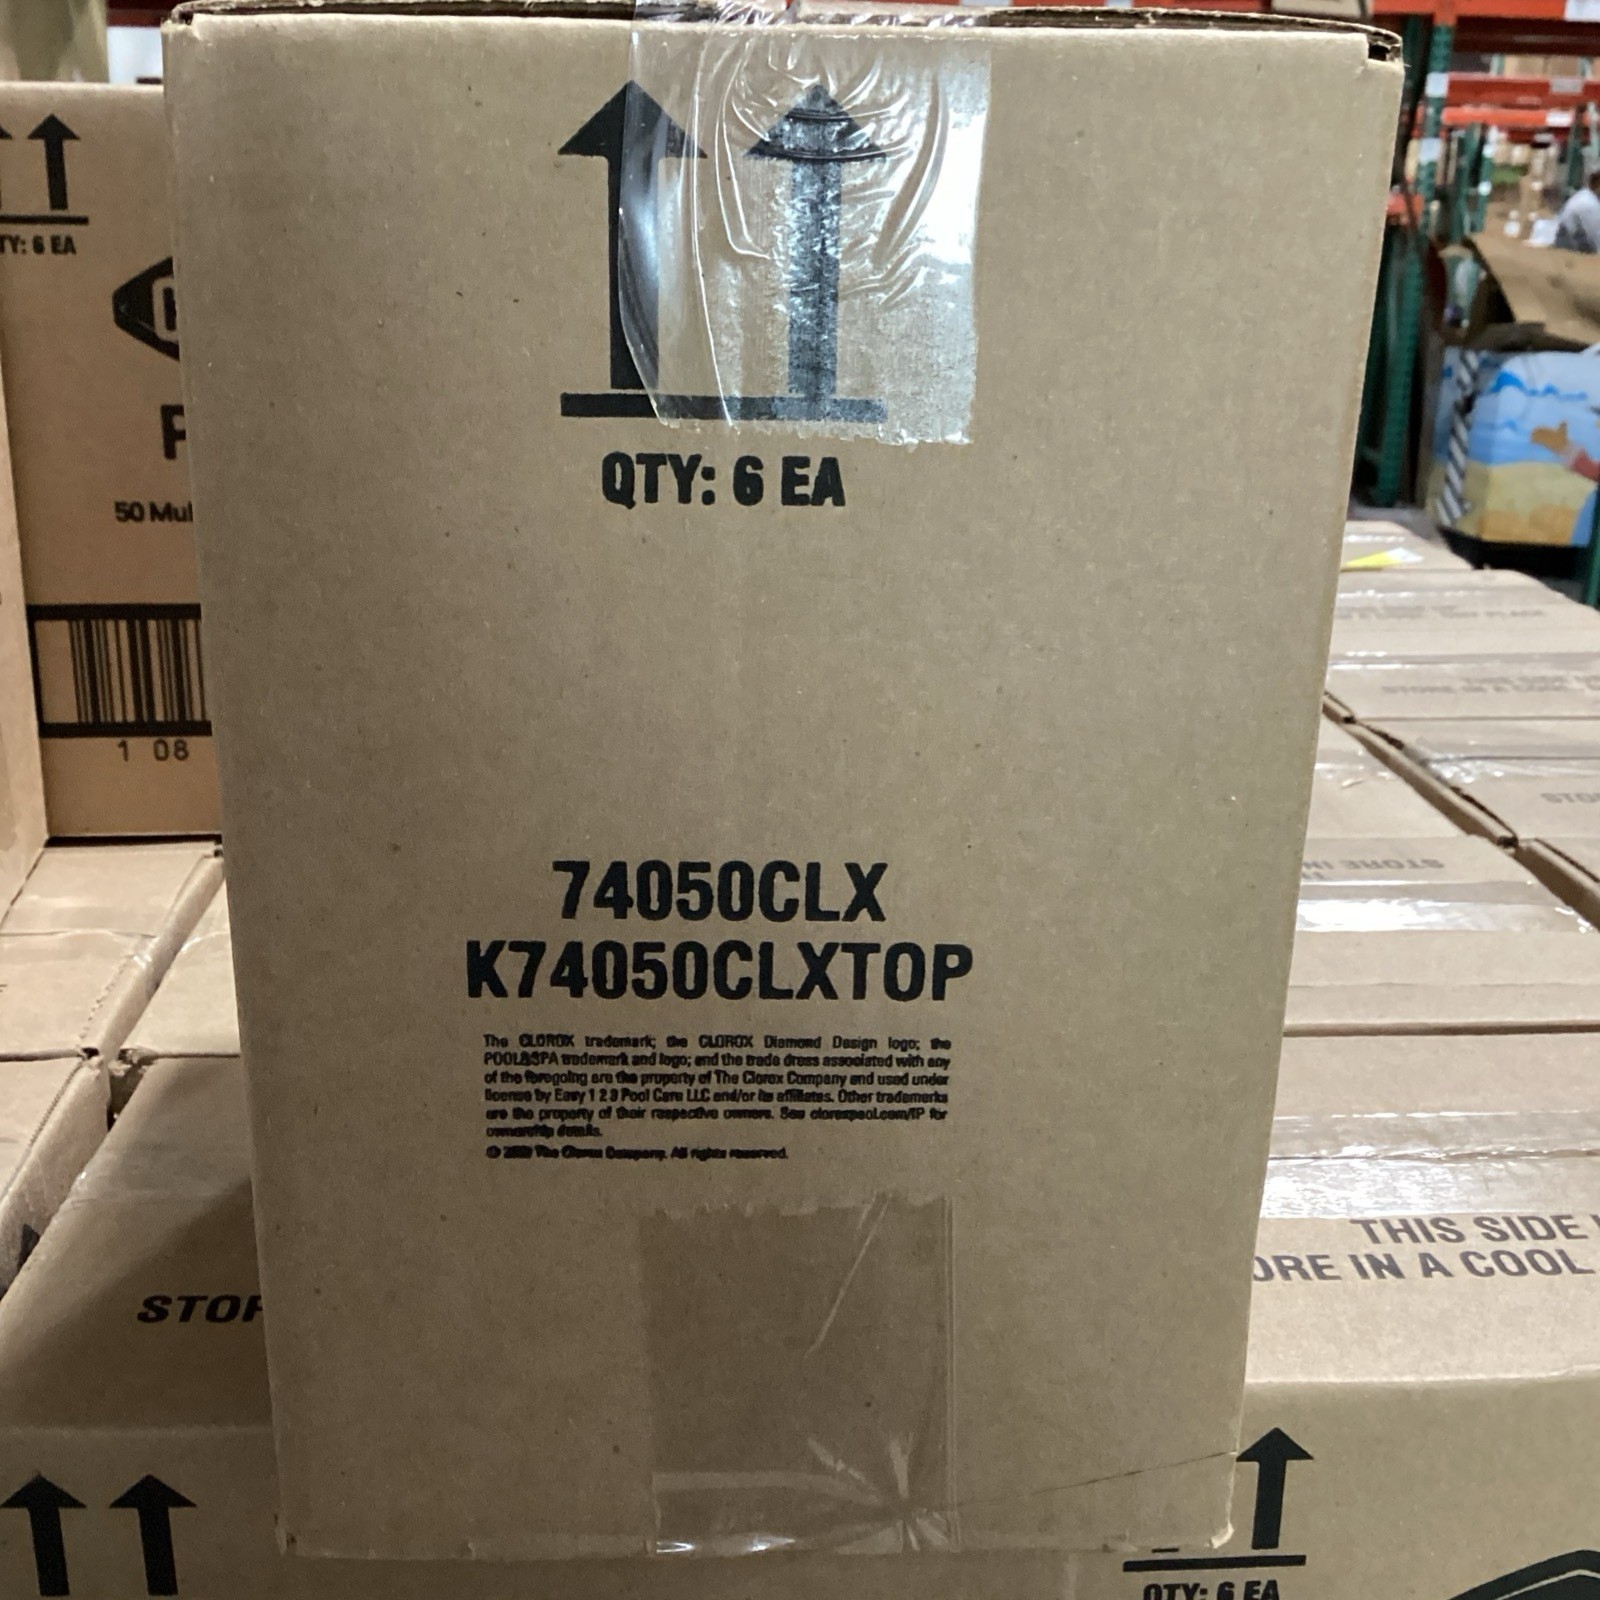 QTY: 6 EA
74050CLX
K74050CLXTOP
The CLOROX trademark; the CLOROX Diamond Design logo; the
POOL&SPA trademark and logo; and the trade dress associated with any
of the foregoing are the property of The Clorox Company and used under
license by Easy 1 2 3 Pool Care LLC and/or its affiliates. Other trademarks
are the property of their respective owners. See cloroxpool.com/IP for
ownership details.
© The Clorox Company. All rights reserved.
TY: 6 EA
50 Mul
1 08
STOR
THIS SIDE
ORE IN A COOL
STORE IN
QTY: 6 EA